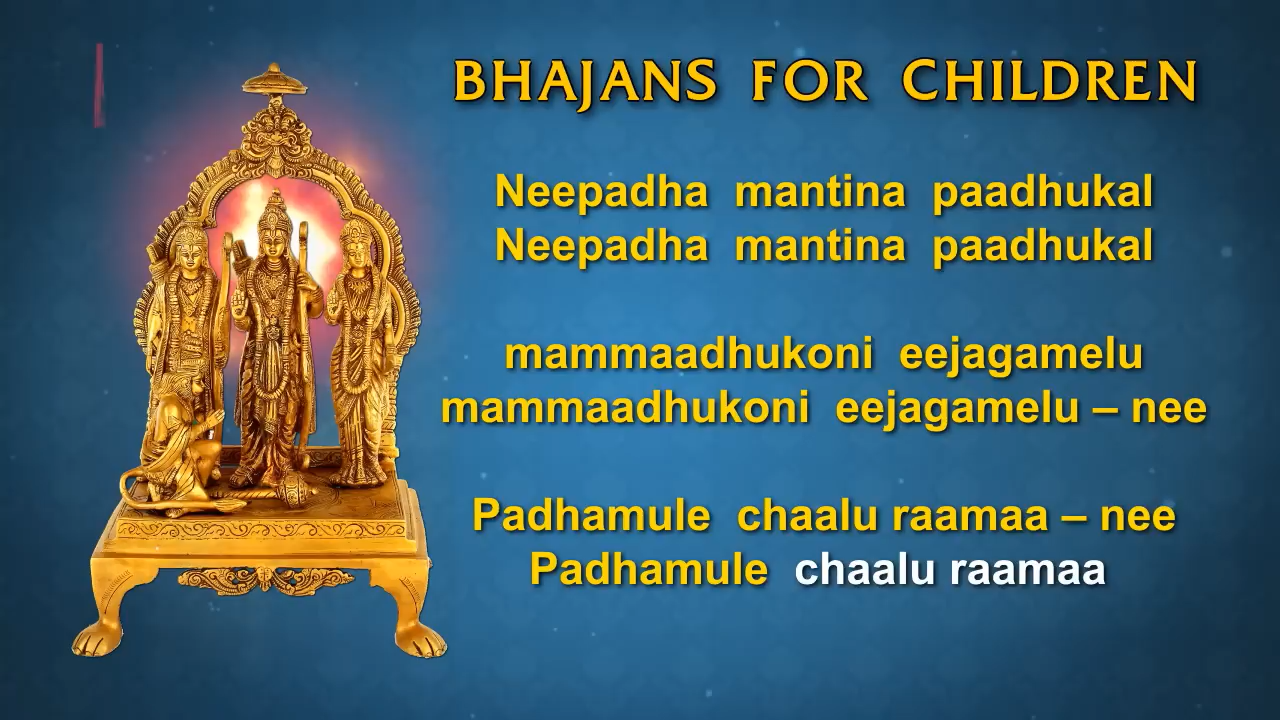 BHAJANS FOR CHILDREN
Neepadha mantina paadhukal
Neepadha mantina paadhukal
mammaadhukoni eejagamelu
mammaadhukoni eejagamelu – nee
Padhamule chaalu raamaa – nee
Padhamule chaalu raamaa